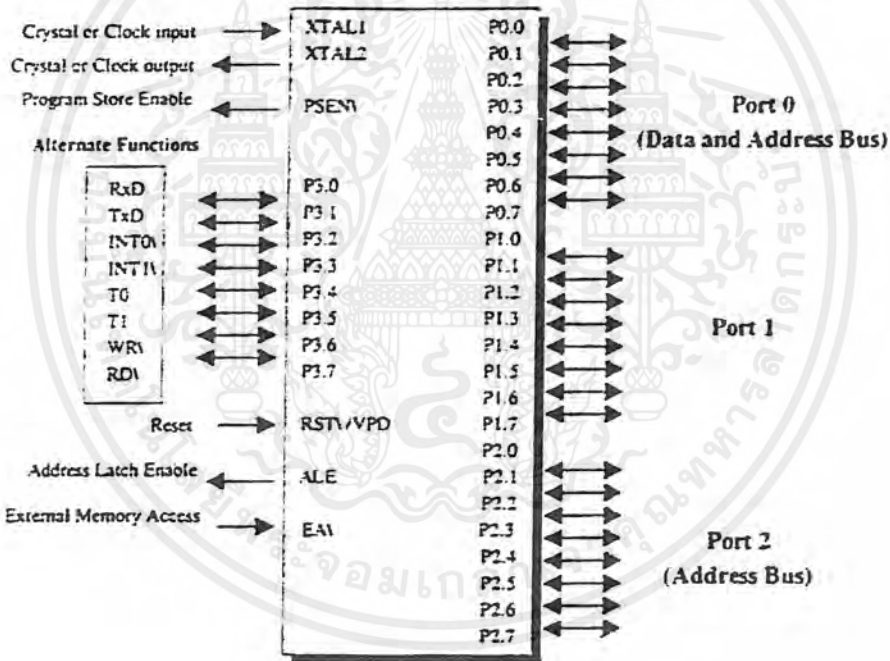 Crystal or Clock input
Crystal or Clock output
Program Store Enable
Alternate Functions
RxD
TxD
INT0\
INT1\
T0
T1
WR\
RD\
Reset
Address Latch Enable
External Memory Access
XTAL1
XTAL2
PSEN\
P3.0
P3.1
P3.2
P3.3
P3.4
P3.5
P3.6
P3.7
RST\/VPD
ALE
EA\
P0.0
P0.1
P0.2
P0.3
P0.4
P0.5
P0.6
P0.7
P1.0
P1.1
P1.2
P1.3
P1.4
P1.5
P1.6
P1.7
P2.0
P2.1
P2.2
P2.3
P2.4
P2.5
P2.6
P2.7
Port 0
(Data and Address Bus)
Port 1
Port 2
(Address Bus)